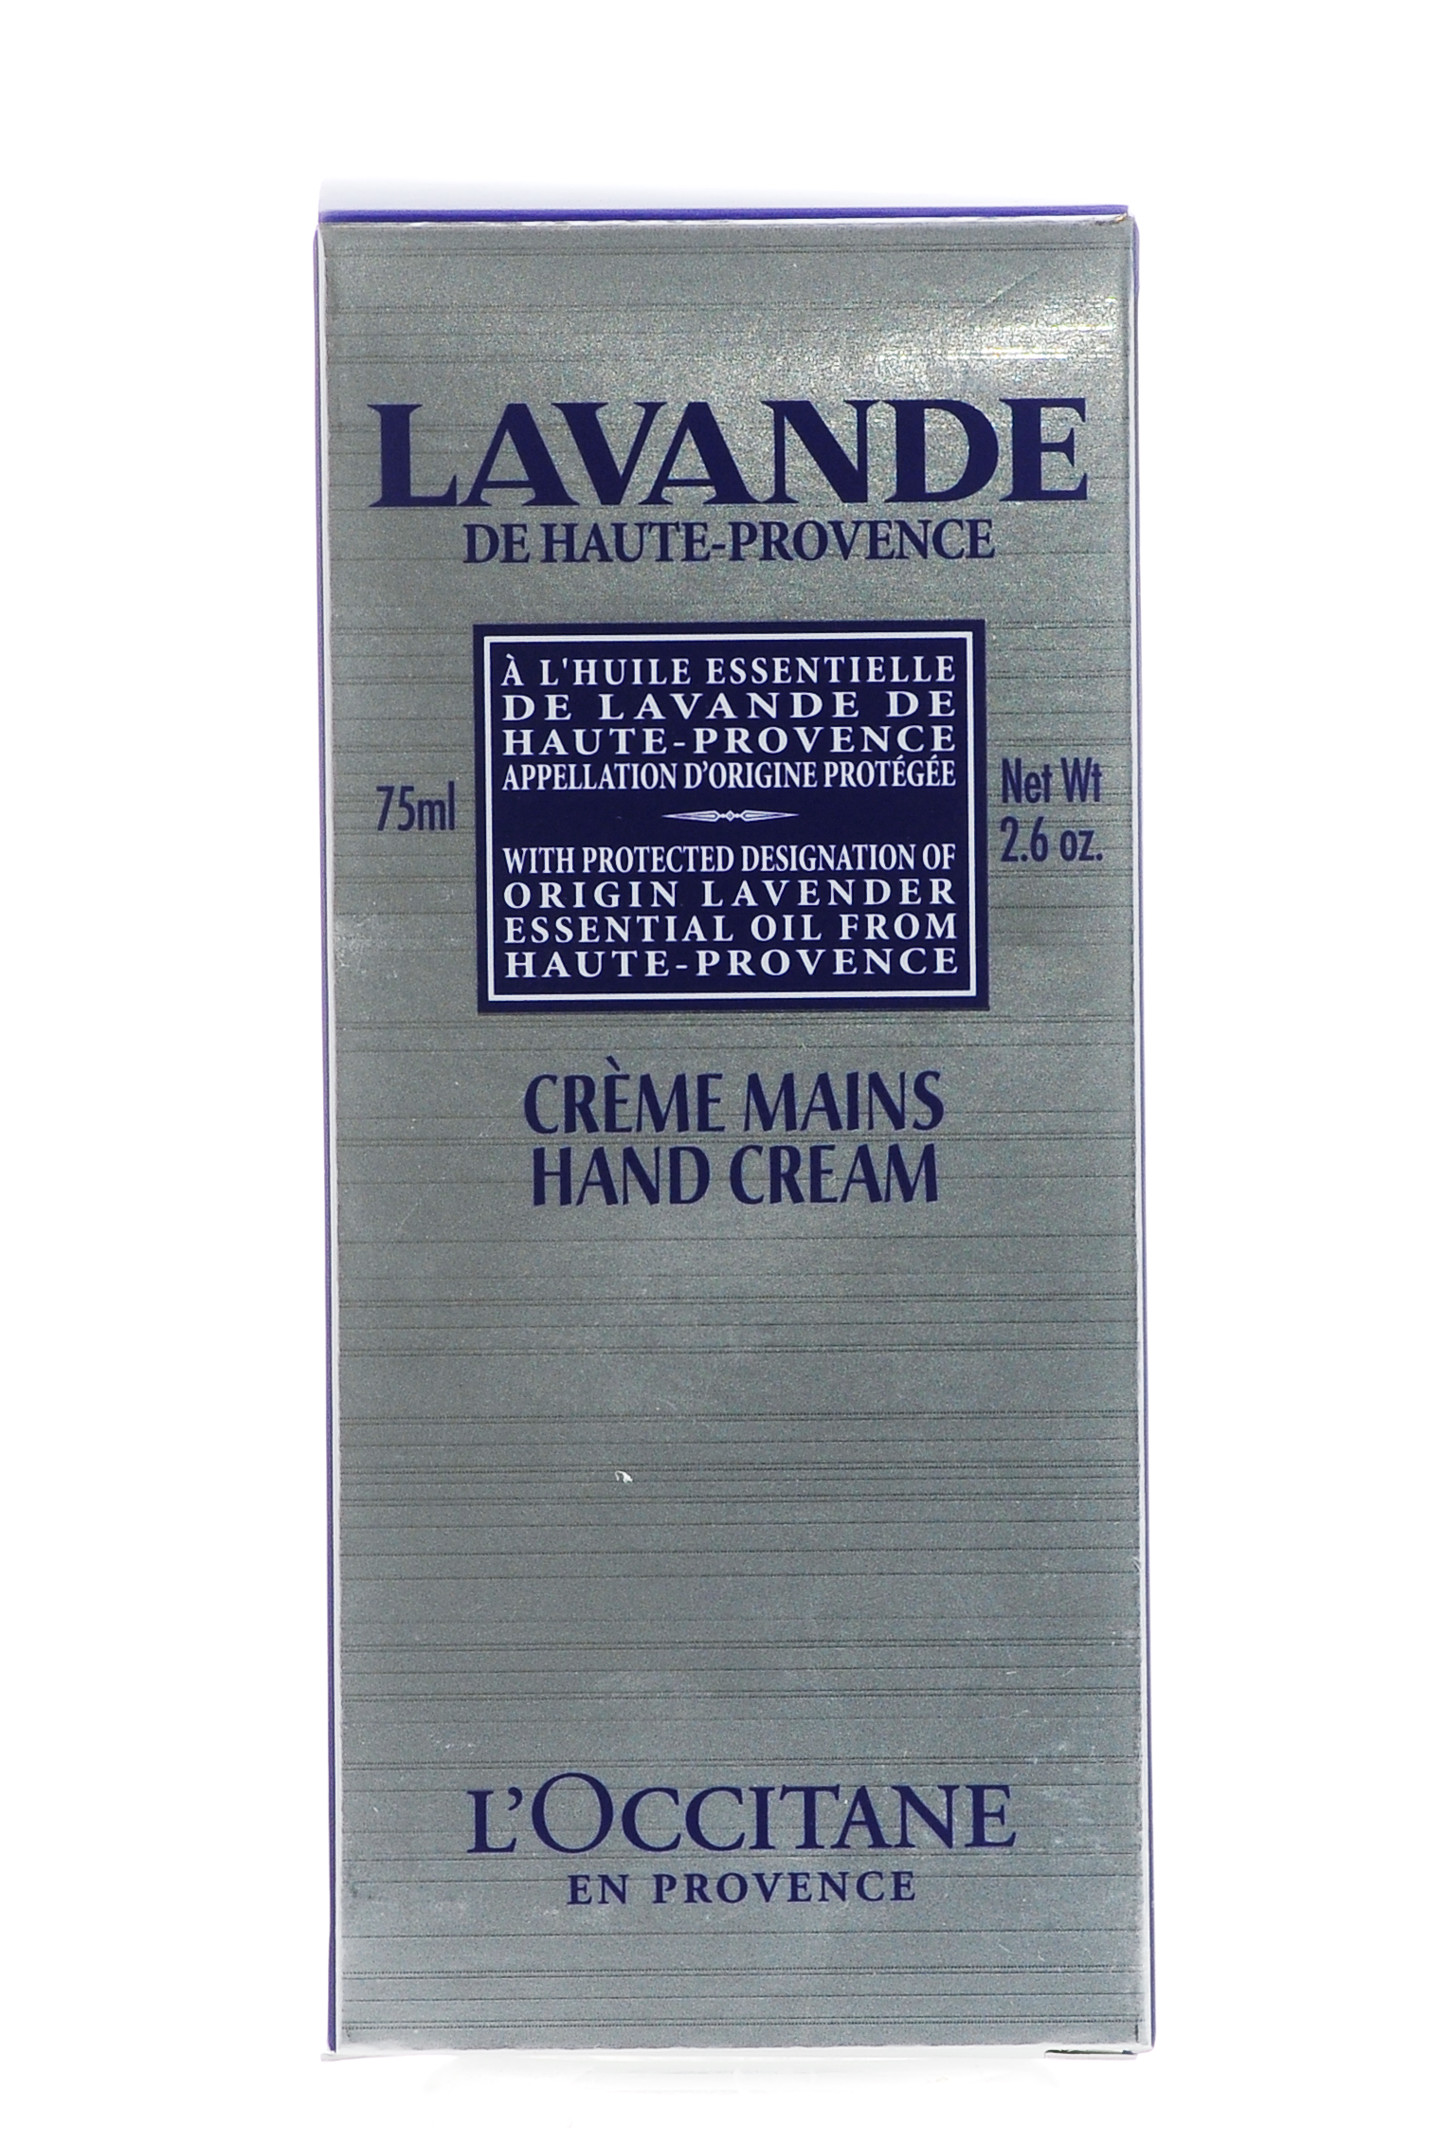 LAVANDE
DE HAUTE-PROVENCE
À L'HUILE ESSENTIELLE
DE LAVANDE DE
HAUTE-PROVENCE
APPELLATION D'ORIGINE PROTÉGÉE
75ml
Net Wt
2.6 oz.
WITH PROTECTED DESIGNATION OF
ORIGIN LAVENDER
ESSENTIAL OIL FROM
HAUTE-PROVENCE
CRÈME MAINS
HAND CREAM
L'OCCITANE
EN PROVENCE